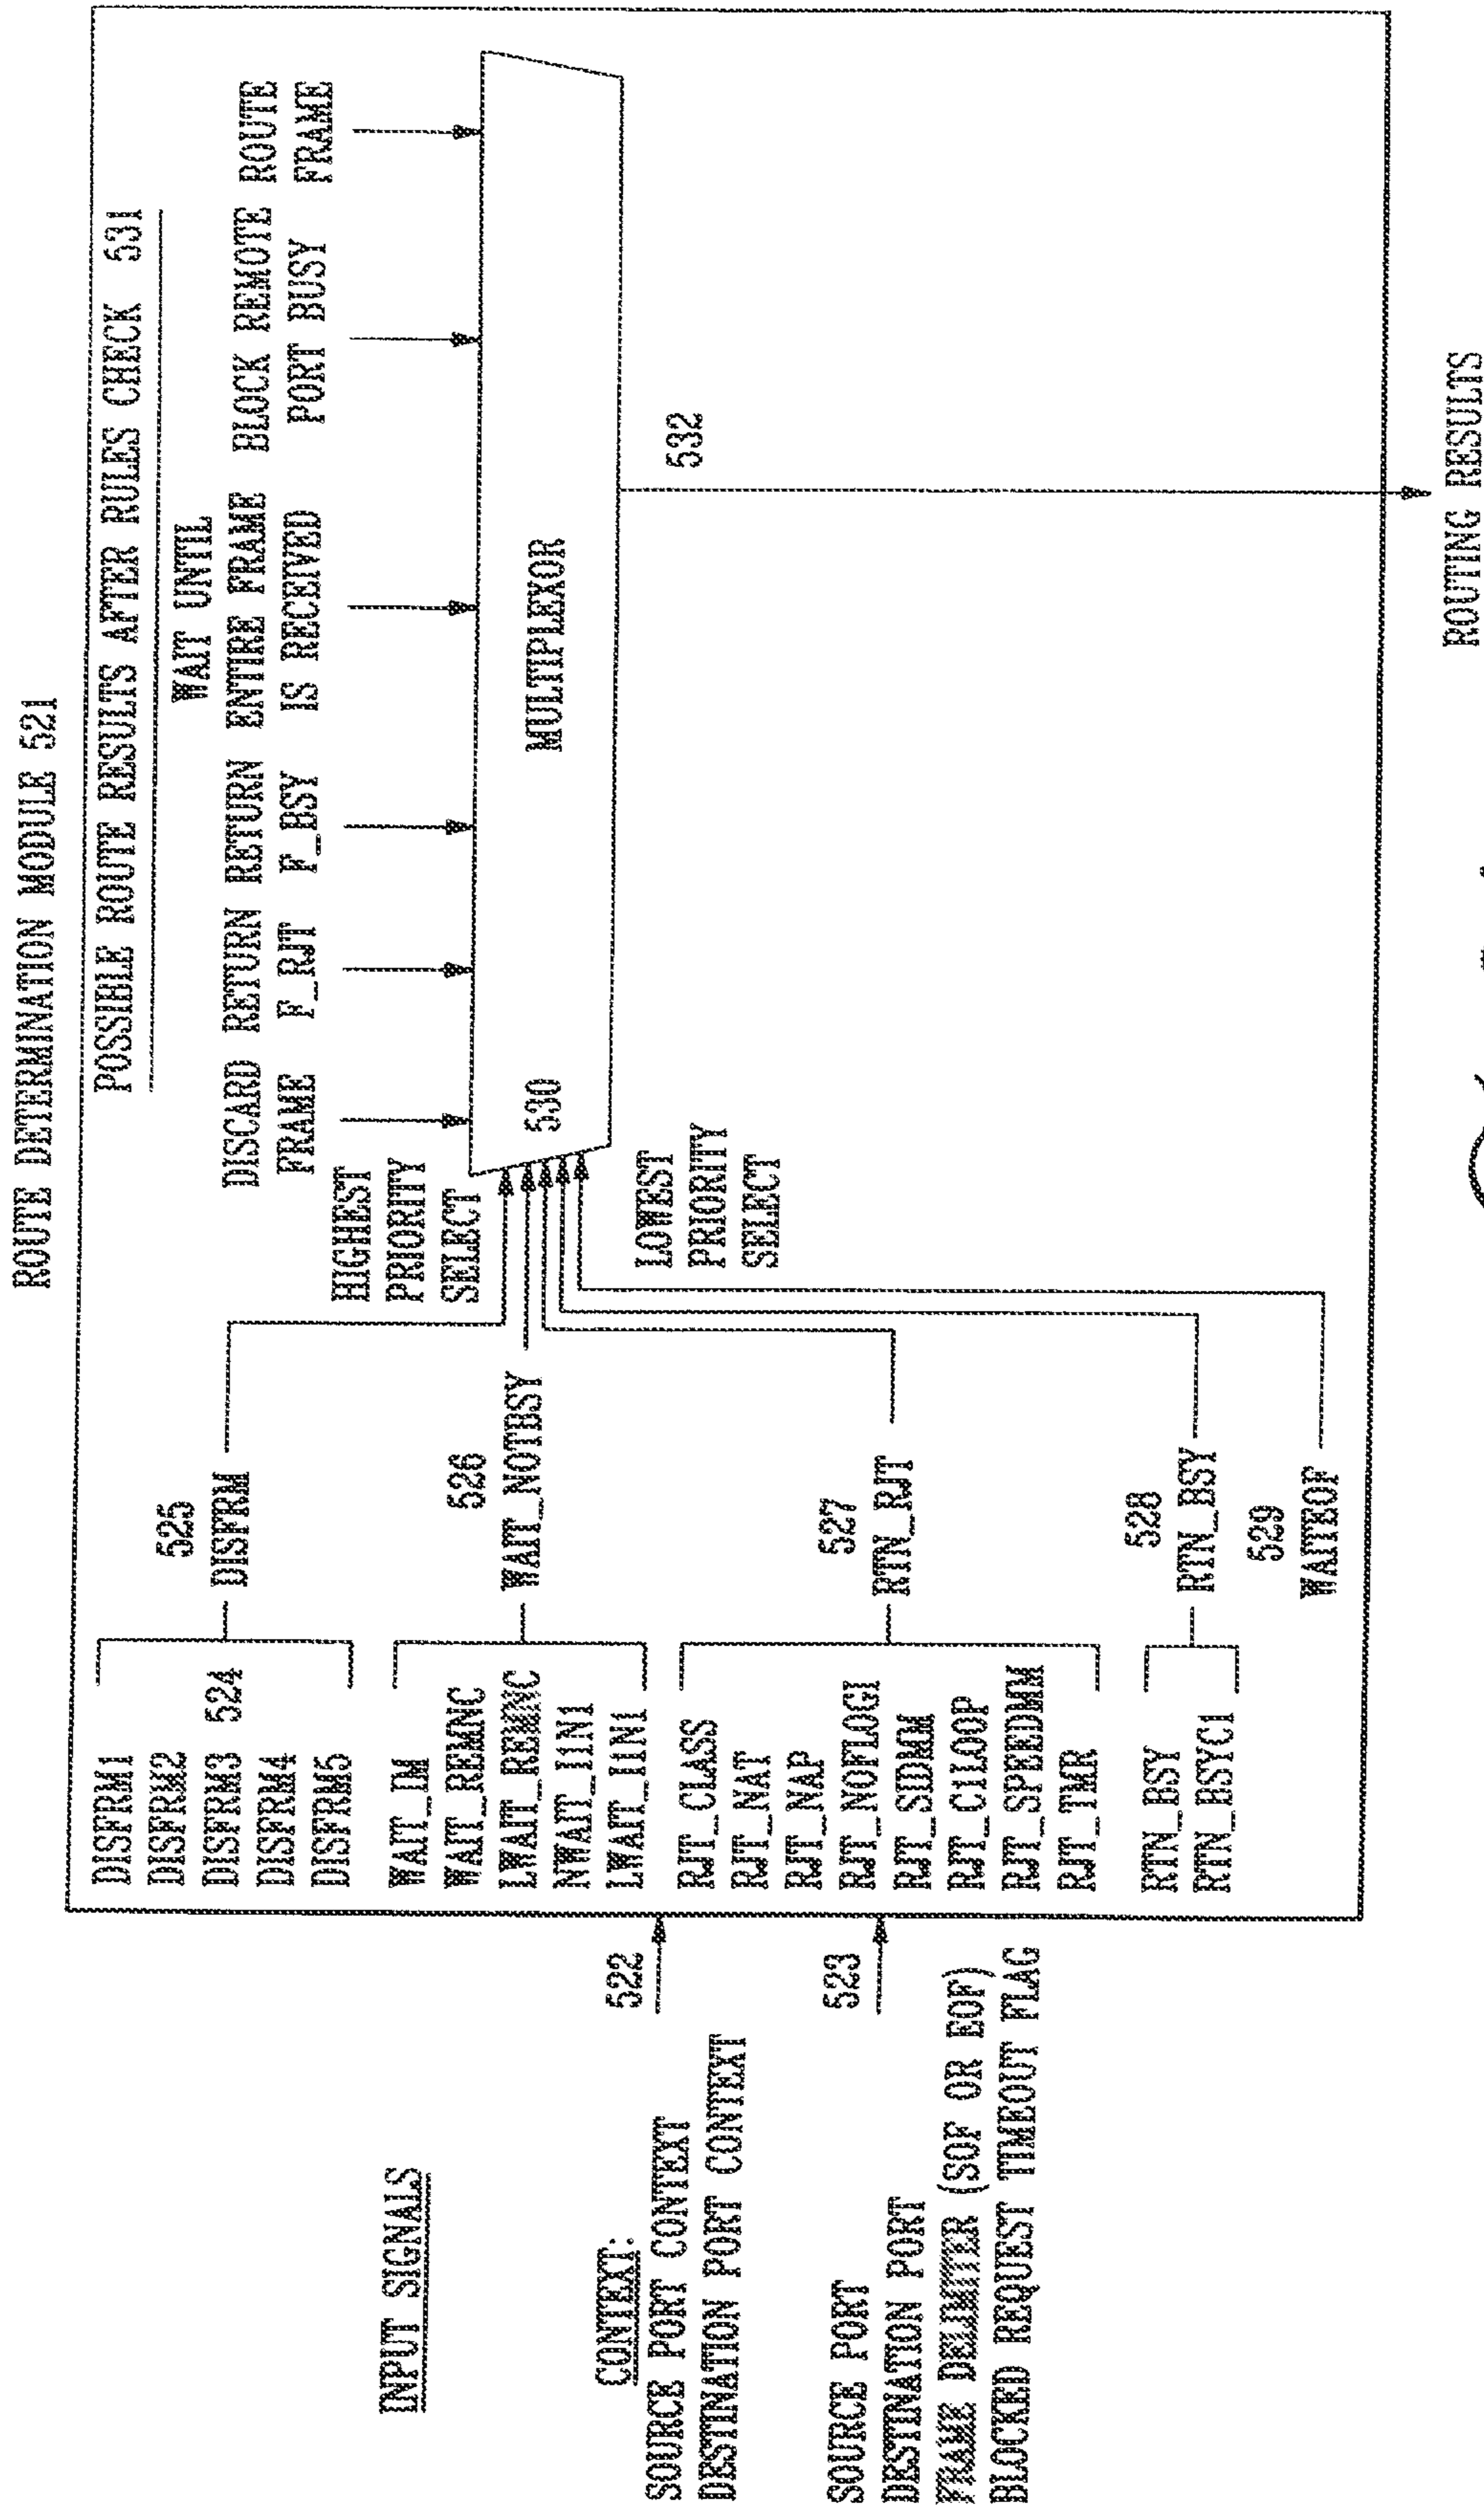 ROUTE DETERMINATION MODULE 521
POSSIBLE ROUTE RESULTS AFTER RULES CHECK 531
DISCARD
FRAME
RETURN
F_RJT
RETURN
F_BSY
WAIT UNTIL
ENTIRE FRAME
IS RECEIVED
BLOCK REMOTE
PORT BUSY
ROUTE
FRAME
HIGHEST
PRIORITY
SELECT
530
MULTIPLEXOR
LOWEST
PRIORITY
SELECT
532
ROUTING RESULTS
INPUT SIGNALS
CONTEXT:
SOURCE PORT CONTEXT
DESTINATION PORT CONTEXT
522
SOURCE PORT
DESTINATION PORT
FRAME DELIMITER (SOF OR EOF)
BLOCKED REQUEST TIMEOUT FLAG
523
DISFRM1
DISFRM2
DISFRM3 524
DISFRM4
DISFRM5
525
DISFRM
WAIT_IM
WAIT_REMNC
LWAIT_REMNC
NWAIT_I1N1
LWAIT_I1N1
526
WAIT_NOTBSY
RJT_CLASS
RJT_NAT
RJT_NAP
RJT_NOFLOGI
RJT_SIDMM
RJT_C1LOOP
RJT_SPEEDMM
RJT_TMR
527
RTN_RJT
RTN_BSY
RTN_BSYC1
528
RTN_BSY
529
WAITEOF